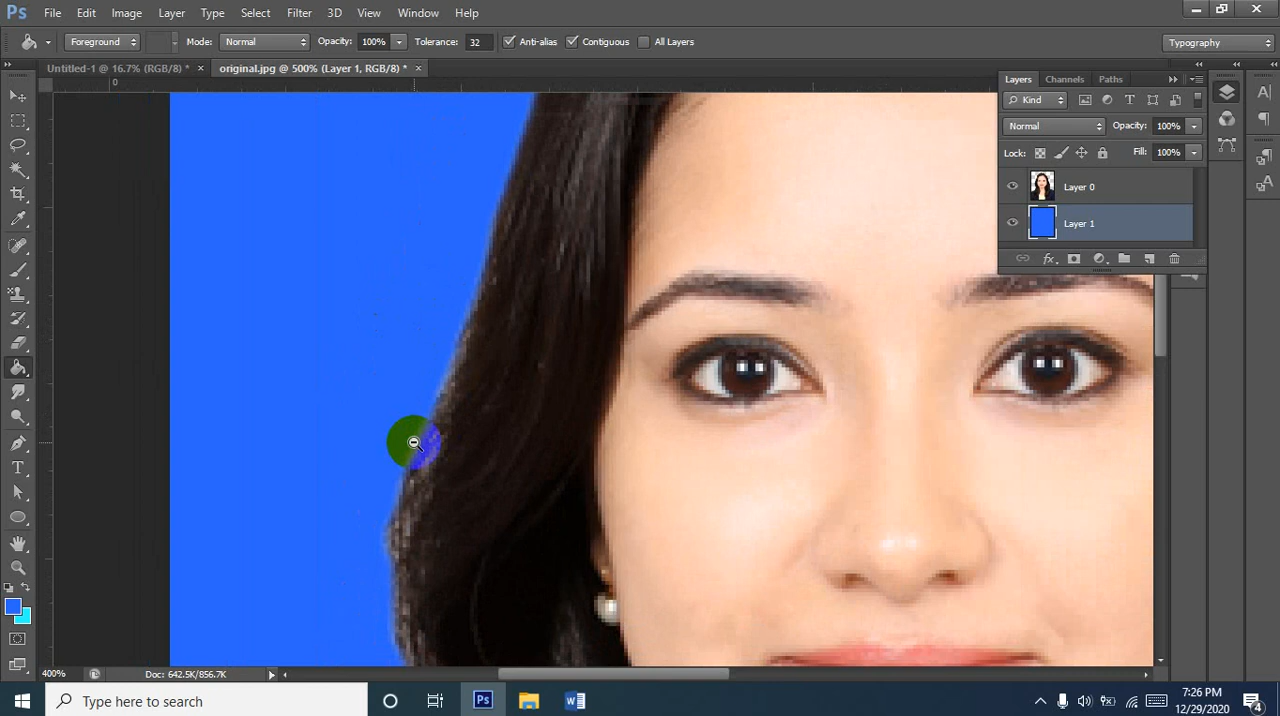 Ps File Edit Image Layer Type Select Filter 3D View Window Help
Foreground Mode: Normal Opacity: 100% Tolerance: 32 Anti-alias Contiguous All Layers Typography
Untitled-1 @ 16.7% (RGB/8) * × original.jpg @ 500% (Layer 1, RGB/8) * ×
0
Layers Channels Paths
Kind
Normal Opacity: 100%
Lock: Fill: 100%
Layer 0
Layer 1
400% Doc: 642.5K/856.7K
Type here to search
7:26 PM
12/29/2020
4